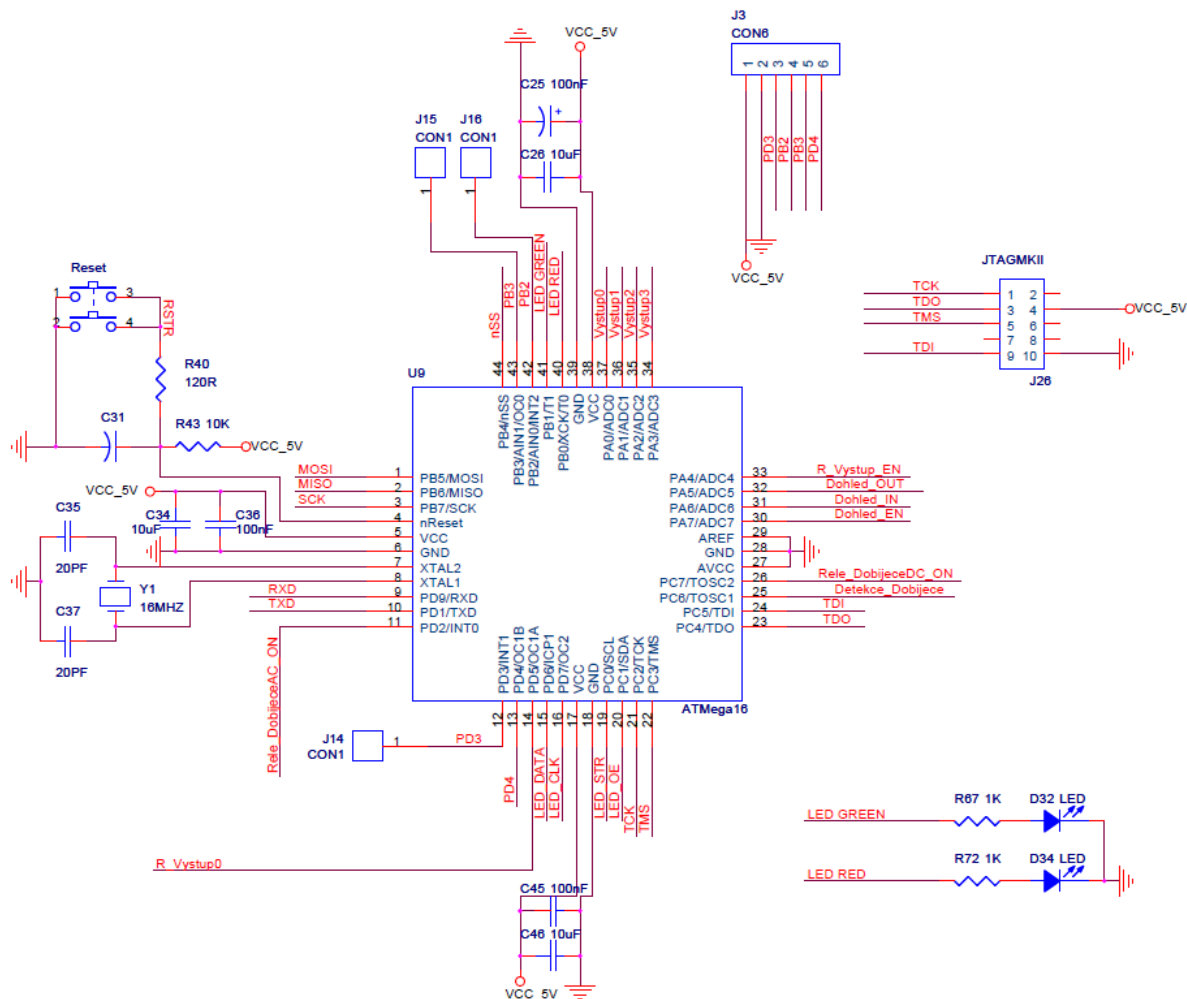 J3
CON6
VCC_5V
1 2 3 4 5 6
C25 100nF
+
J15
CON1
J16
CON1
C26 10uF
1
1
PD3
PB2
PB3
PD4
VCC_5V
Reset
1
3
2
4
RSTR
R40
120R
C31
R43 10K
VCC_5V
JTAGMKII
TCK
TDO
TMS
TDI
1 2
3 4
5 6
7 8
9 10
VCC_5V
J26
nSS
PB3
PB2
LED_GREEN
LED RED
Vystup0
Vystup1
Vystup2
Vystup3
44 43 42 41 40 39 38 37 36 35 34
U9
PB4/nSS
PB3/AIN1/OC0
PB2/AIN0/INT2
PB1/T1
PB0/XCK/T0
GND
VCC
PA0/ADC0
PA1/ADC1
PA2/ADC2
PA3/ADC3
MOSI
MISO
SCK
VCC_5V
C34
10uF
C36
100nF
C35
20PF
Y1
16MHZ
C37
20PF
RXD
TXD
Rele_DobijeceAC_ON
1 PB5/MOSI
2 PB6/MISO
3 PB7/SCK
4 nReset
5 VCC
6 GND
7 XTAL2
8 XTAL1
9 PD9/RXD
10 PD1/TXD
11 PD2/INT0
PA4/ADC4 33 R_Vystup_EN
PA5/ADC5 32 Dohled_OUT
PA6/ADC6 31 Dohled_IN
PA7/ADC7 30 Dohled_EN
AREF 29
GND 28
AVCC 27
PC7/TOSC2 26 Rele_DobijeceDC_ON
PC6/TOSC1 25 Detekce_Dobijece
PC5/TDI 24 TDI
PC4/TDO 23 TDO
PD3/INT1
PD4/OC1B
PD5/OC1A
PD6/ICP1
PD7/OC2
VCC
GND
PC0/SCL
PC1/SDA
PC2/TCK
PC3/TMS
ATMega16
12 13 14 15 16 17 18 19 20 21 22
J14
CON1
1
PD3
PD4
LED_DATA
LED_CLK
LED_STR
LED_OE
TCK
TMS
R_Vystup0
C45 100nF
C46 10uF
VCC_5V
LED GREEN
R67 1K
D32 LED
LED RED
R72 1K
D34 LED